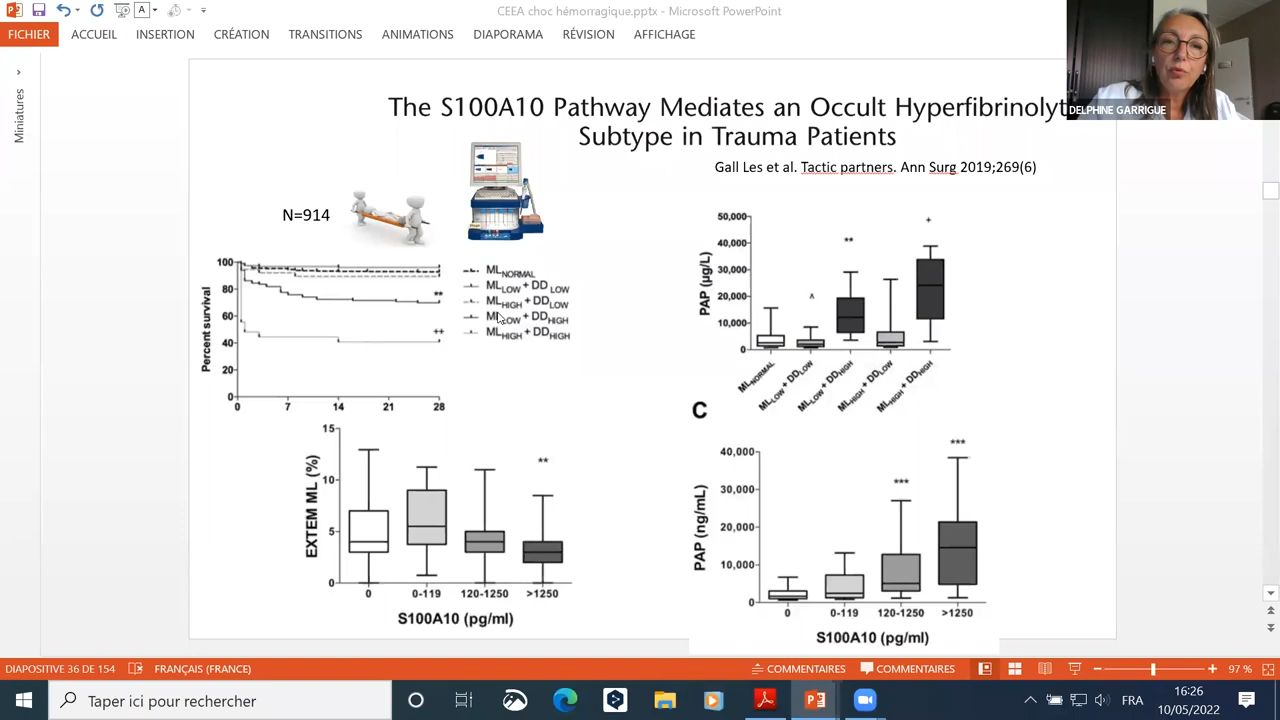 CEEA choc hémorragique.pptx - Microsoft PowerPoint
FICHIER ACCUEIL INSERTION CRÉATION TRANSITIONS ANIMATIONS DIAPORAMA RÉVISION AFFICHAGE
DELPHINE GARRIGUE
Miniatures
The S100A10 Pathway Mediates an Occult Hyperfibrinolyt
Subtype in Trauma Patients
Gall Les et al. Tactic partners. Ann Surg 2019;269(6)
N=914
Percent survival
100
80
60
40
20
0
0 7 14 21 28
**
++
ML NORMAL
ML LOW + DD LOW
ML HIGH + DD LOW
ML LOW + DD HIGH
ML HIGH + DD HIGH
PAP (µg/L)
50,000
40,000
30,000
20,000
10,000
0
^
**
+
ML NORMAL
ML LOW + DD LOW
ML LOW + DD HIGH
ML HIGH + DD LOW
ML HIGH + DD HIGH
EXTEM ML (%)
15
10
5
0
**
0 0-119 120-1250 >1250
S100A10 (pg/ml)
C
PAP (ng/mL)
40,000
30,000
20,000
10,000
0
***
***
0 0-119 120-1250 >1250
S100A10 (pg/ml)
DIAPOSITIVE 36 DE 154 FRANÇAIS (FRANCE) COMMENTAIRES COMMENTAIRES 97 %
Taper ici pour rechercher
FRA
16:26
10/05/2022